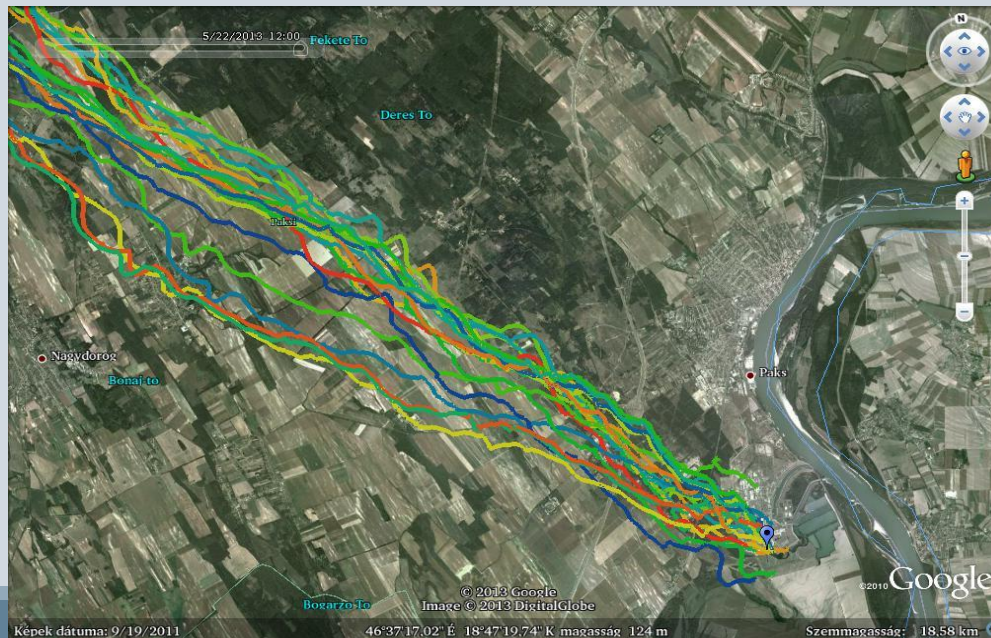 5/22/2013 12:00
Fekete To
N
Deres To
Nagydorog
Bonaj-to
Paks
© 2013 Google
Image © 2013 DigitalGlobe
©2010 Google
Bogarzo To
Képek dátuma: 9/19/2011
46°37'17,02" É 18°47'19,74" K magasság 124 m
Szemmagasság: 18,58 km